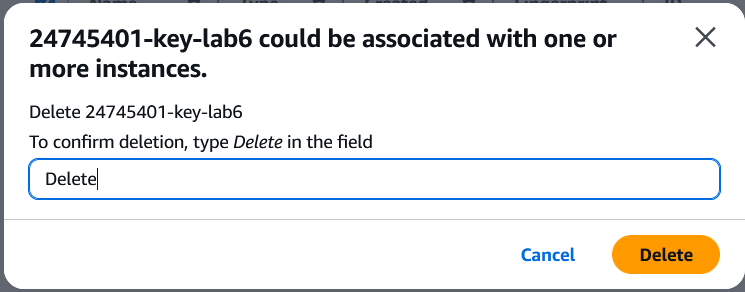 24745401-key-lab6 could be associated with one or
more instances.
Delete 24745401-key-lab6
To confirm deletion, type Delete in the field
Delete
Cancel
Delete